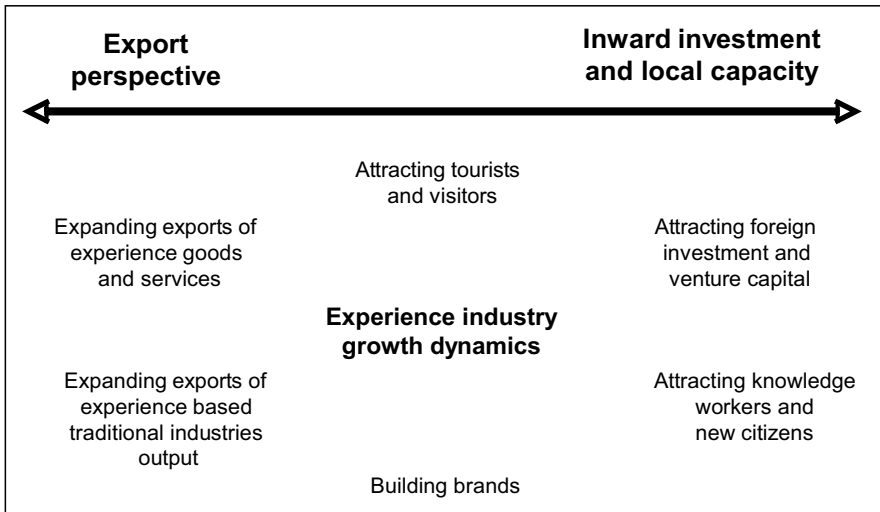 Export
perspective
Inward investment
and local capacity
Attracting tourists
and visitors
Expanding exports of
experience goods
and services
Attracting foreign
investment and
venture capital
Experience industry
growth dynamics
Expanding exports of
experience based
traditional industries
output
Attracting knowledge
workers and
new citizens
Building brands